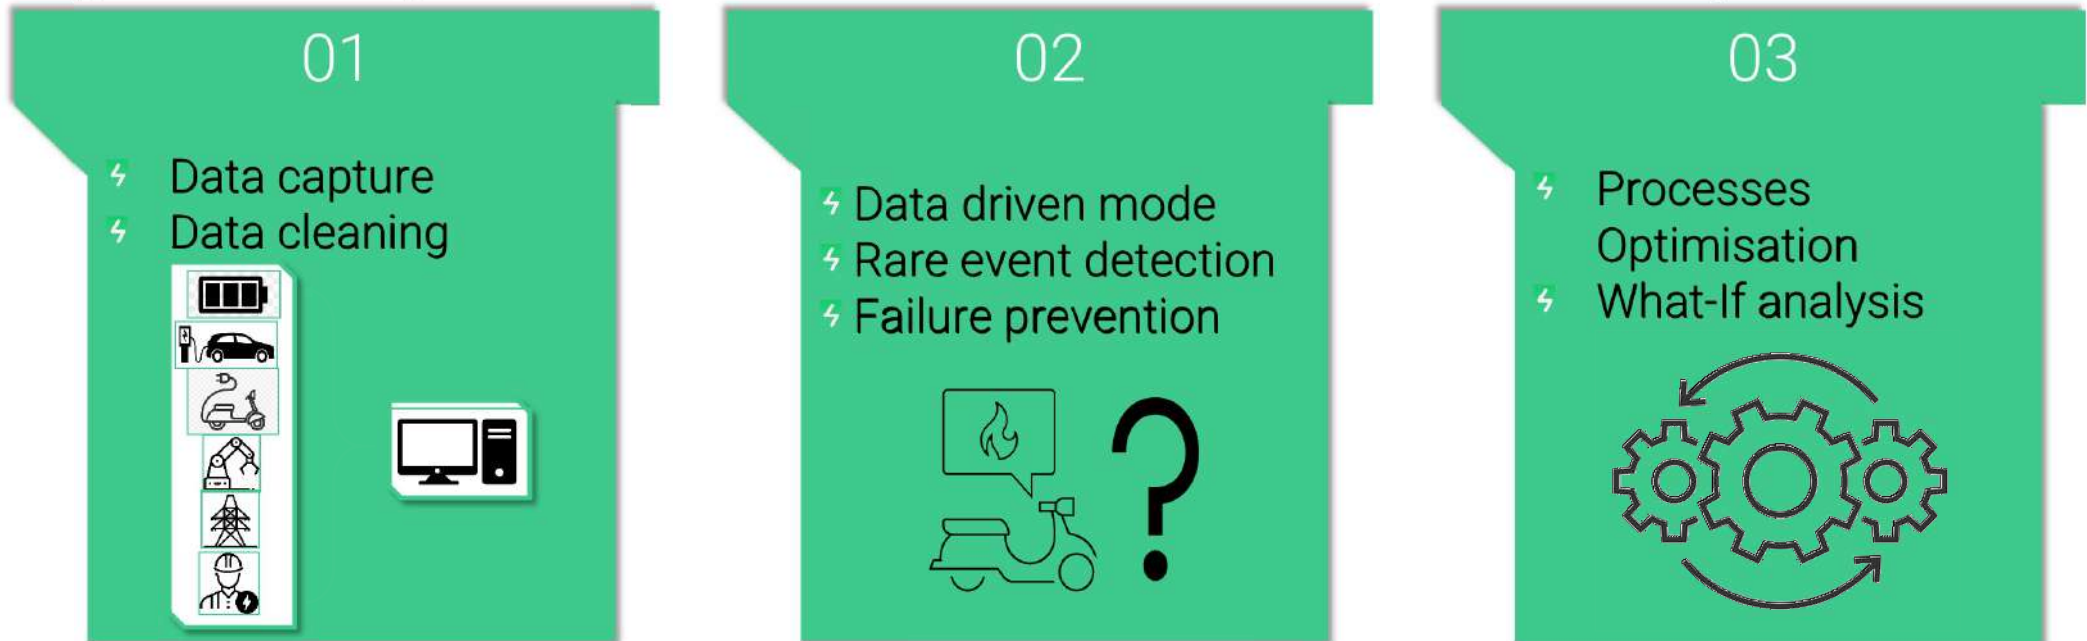 01
Data capture
Data cleaning
02
Data driven mode
Rare event detection
Failure prevention
03
Processes
Optimisation
What-If analysis